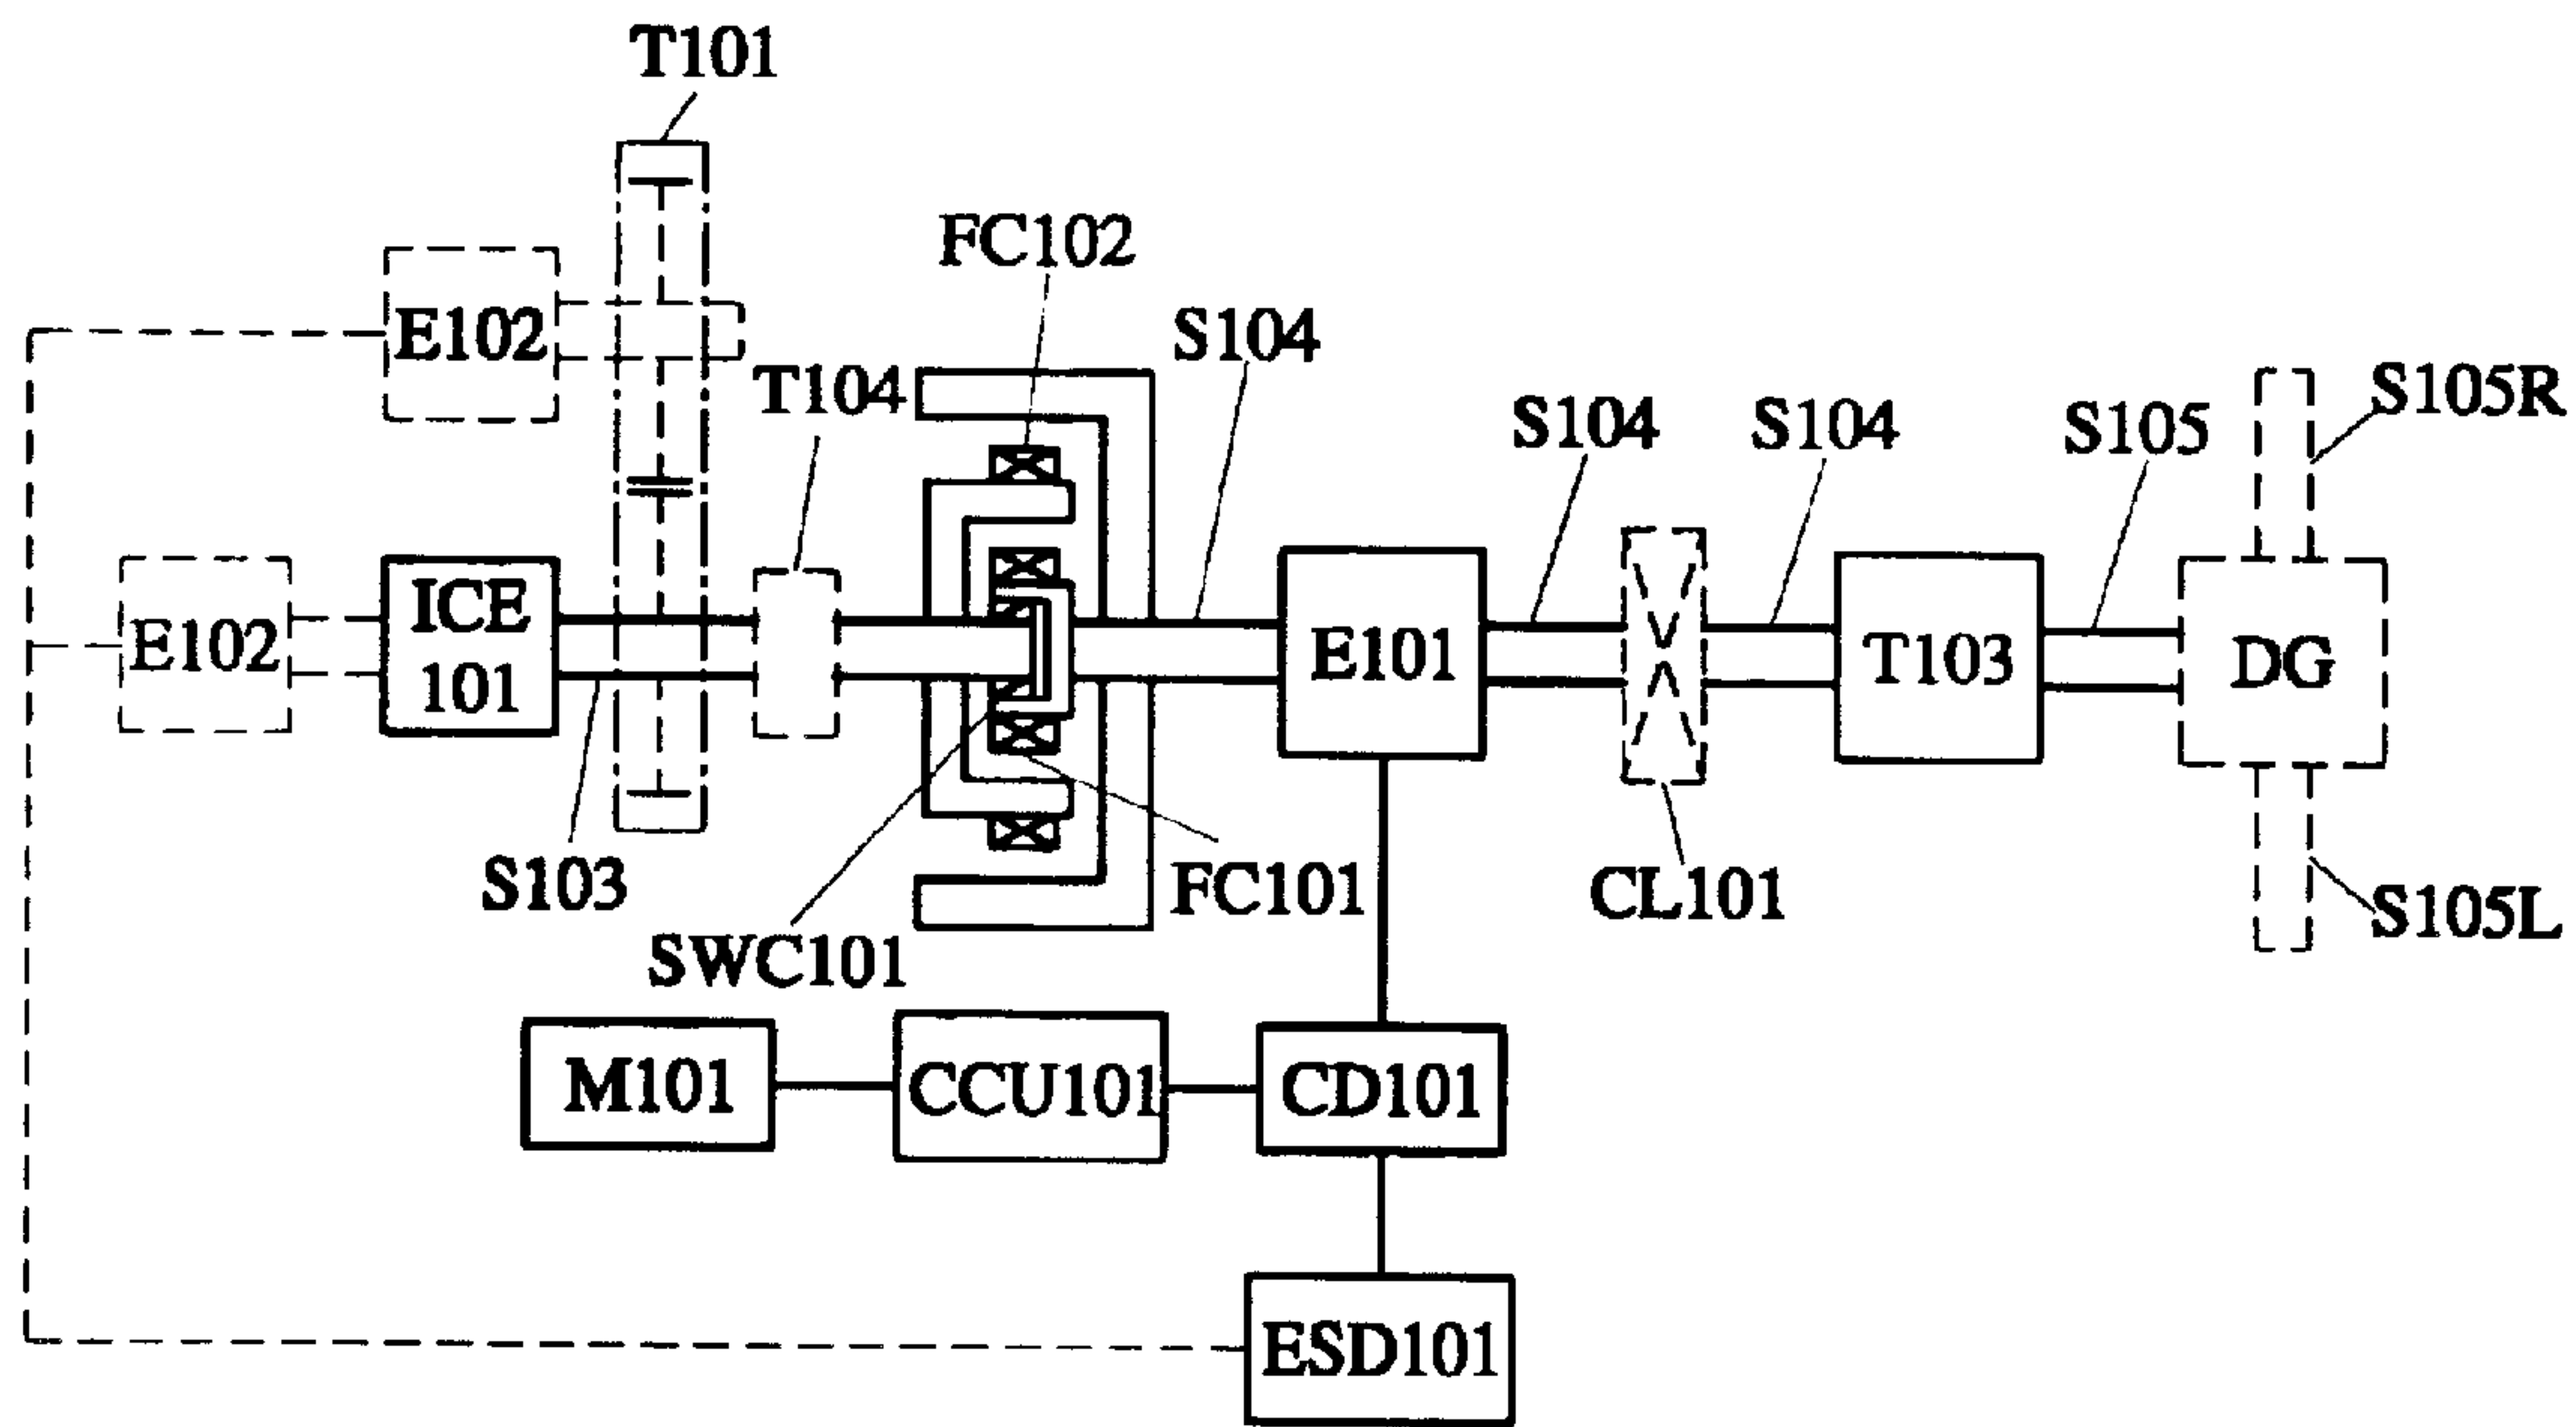 T101
FC102
E102
S104
T104
S105R
S104
S104
S105
ICE
101
E102
E101
T103
DG
S103
FC101
CL101
S105L
SWC101
M101
CCU101
CD101
ESD101